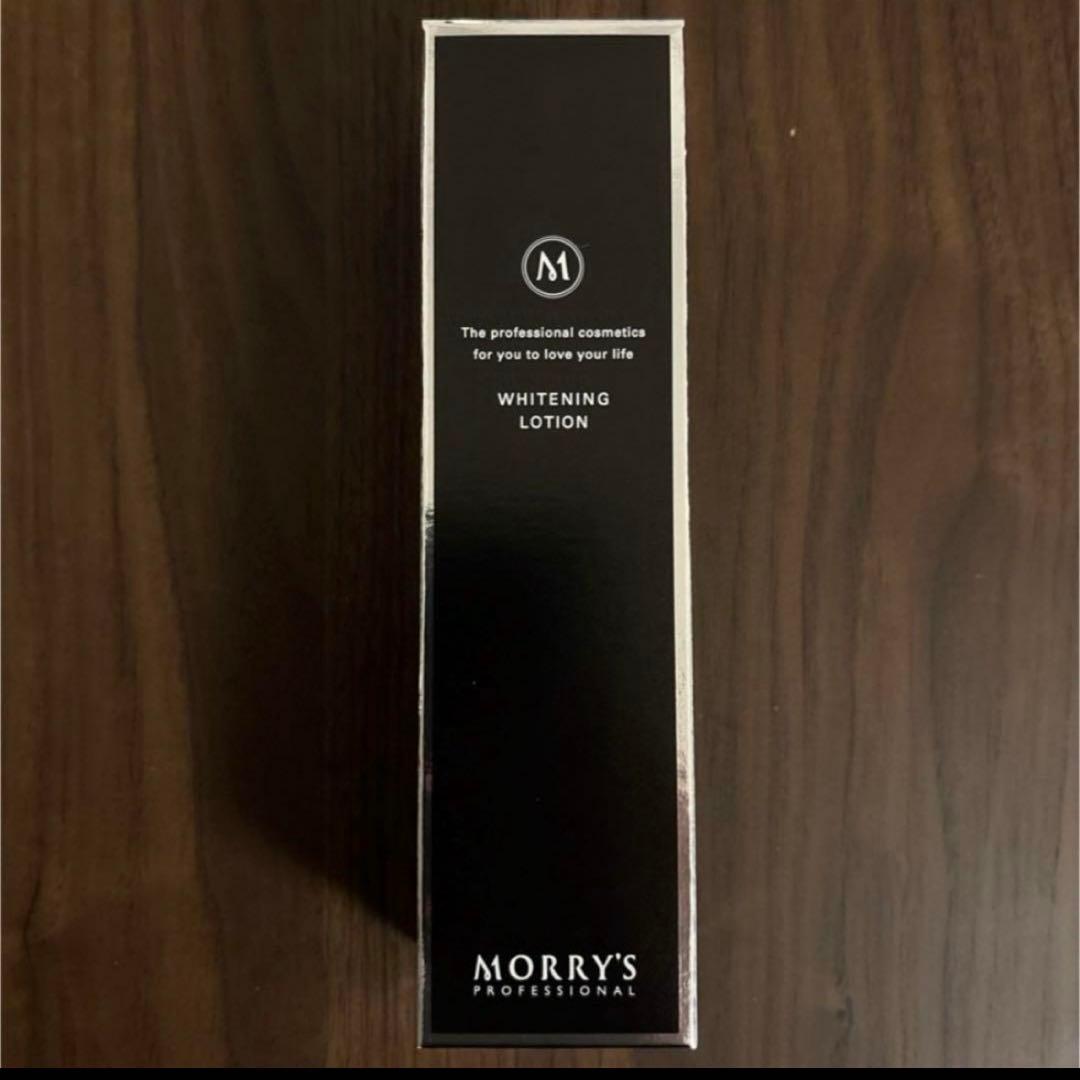 M
The professional cosmetics
for you to love your life
WHITENING
LOTION
MORRY'S
PROFESSIONAL